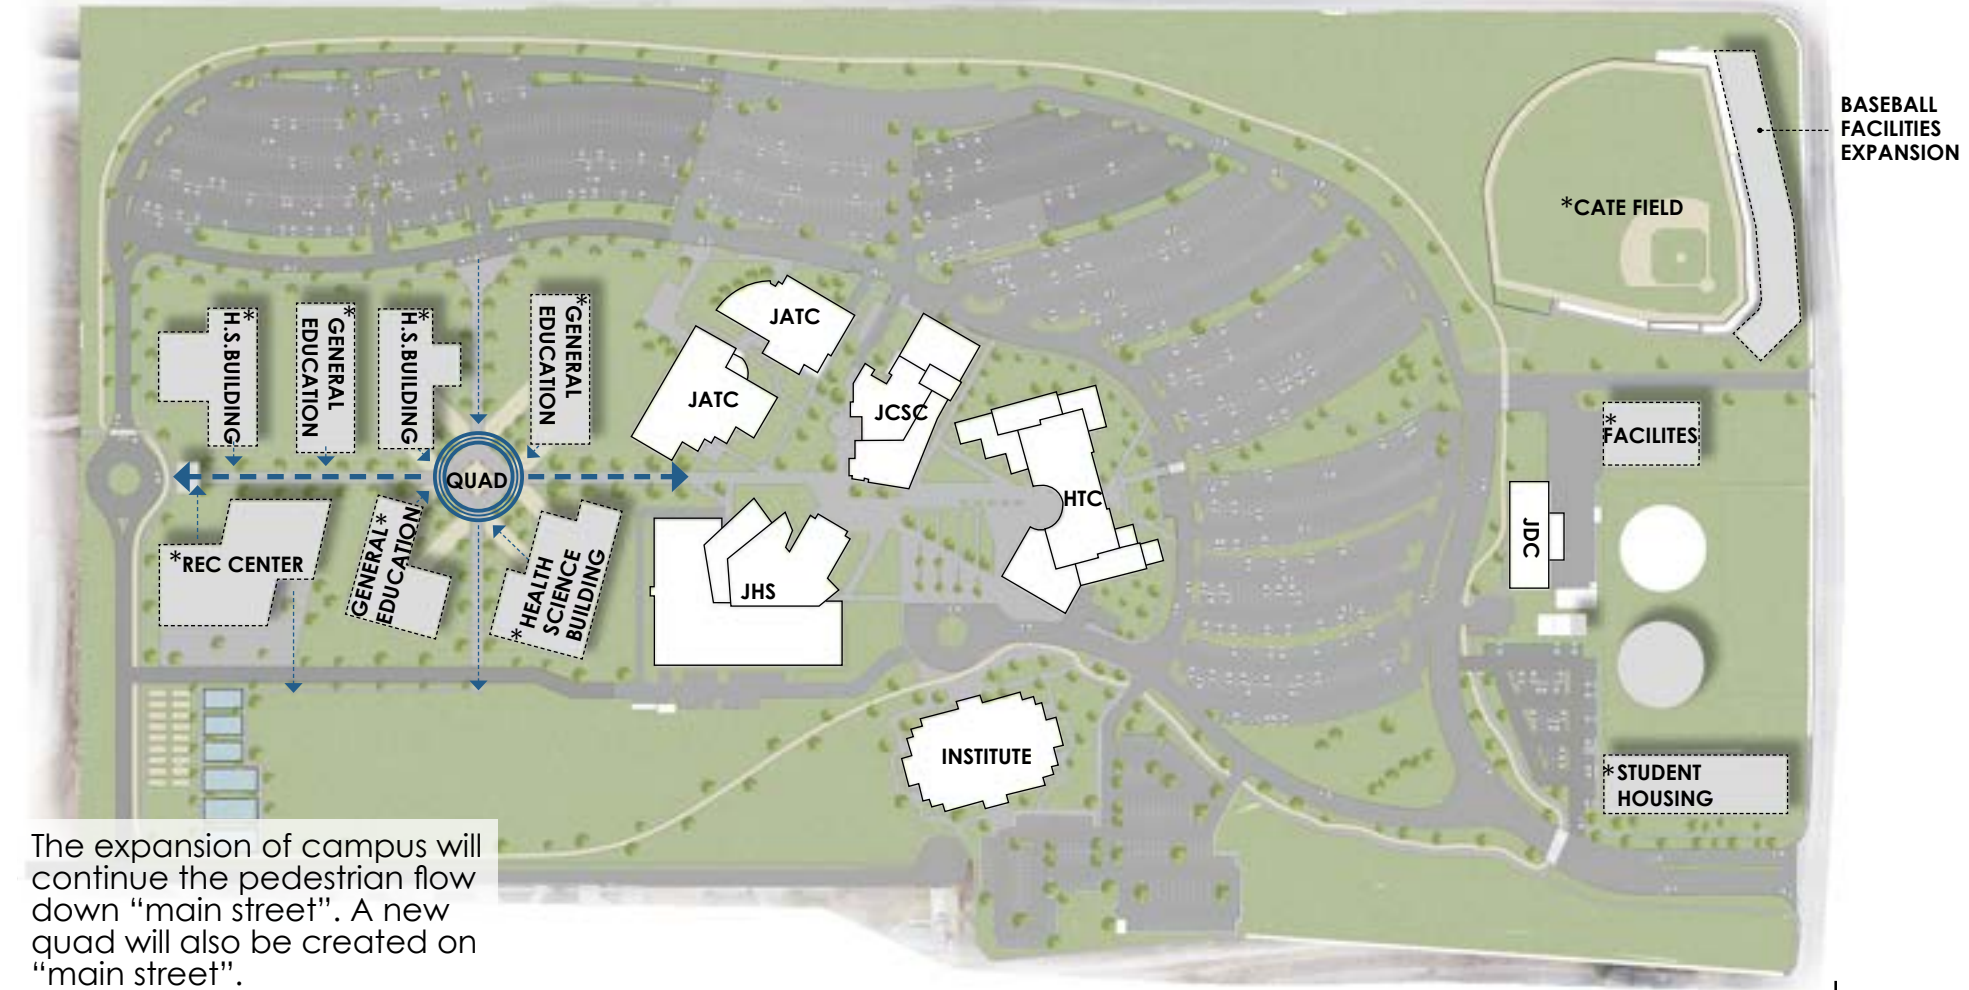 BASEBALL
FACILITIES
EXPANSION
*CATE FIELD
JATC
*GENERAL
EDUCATION
*H.S.BUILDING
*GENERAL
EDUCATION
*H.S.BUILDING
JATC
JCSC
*FACILITES
QUAD
HTC
JDC
*REC CENTER
GENERAL*
EDUCATION
*HEALTH
SCIENCE
BUILDING
JHS
INSTITUTE
*STUDENT
HOUSING
The expansion of campus will
continue the pedestrian flow
down “main street”. A new
quad will also be created on
“main street”.